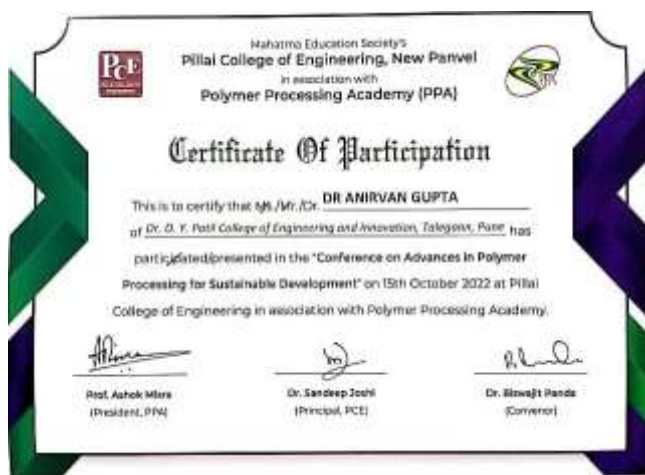 PCE
Mahatma Education Society's
Pillai College of Engineering, New Panvel
in association with
Polymer Processing Academy (PPA)
Certificate Of Participation
This is to certify that Ms./Mr./Dr. DR ANIRVAN GUPTA
of Dr. D. Y. Patil College of Engineering and Innovation, Talegaon, Pune has
participated/presented in the "Conference on Advances in Polymer
Processing for Sustainable Development" on 15th October 2022 at Pillai
College of Engineering in association with Polymer Processing Academy.
Prof. Ashok Misra
(President, PPA)
Dr. Sandeep Joshi
(Principal, PCE)
Dr. Biswajit Panda
(Convenor)